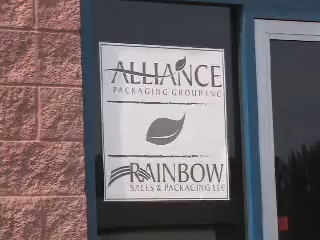 ALLIANCE
PACKAGING GROUP INC
RAINBOW
SALES & PACKAGING LLC